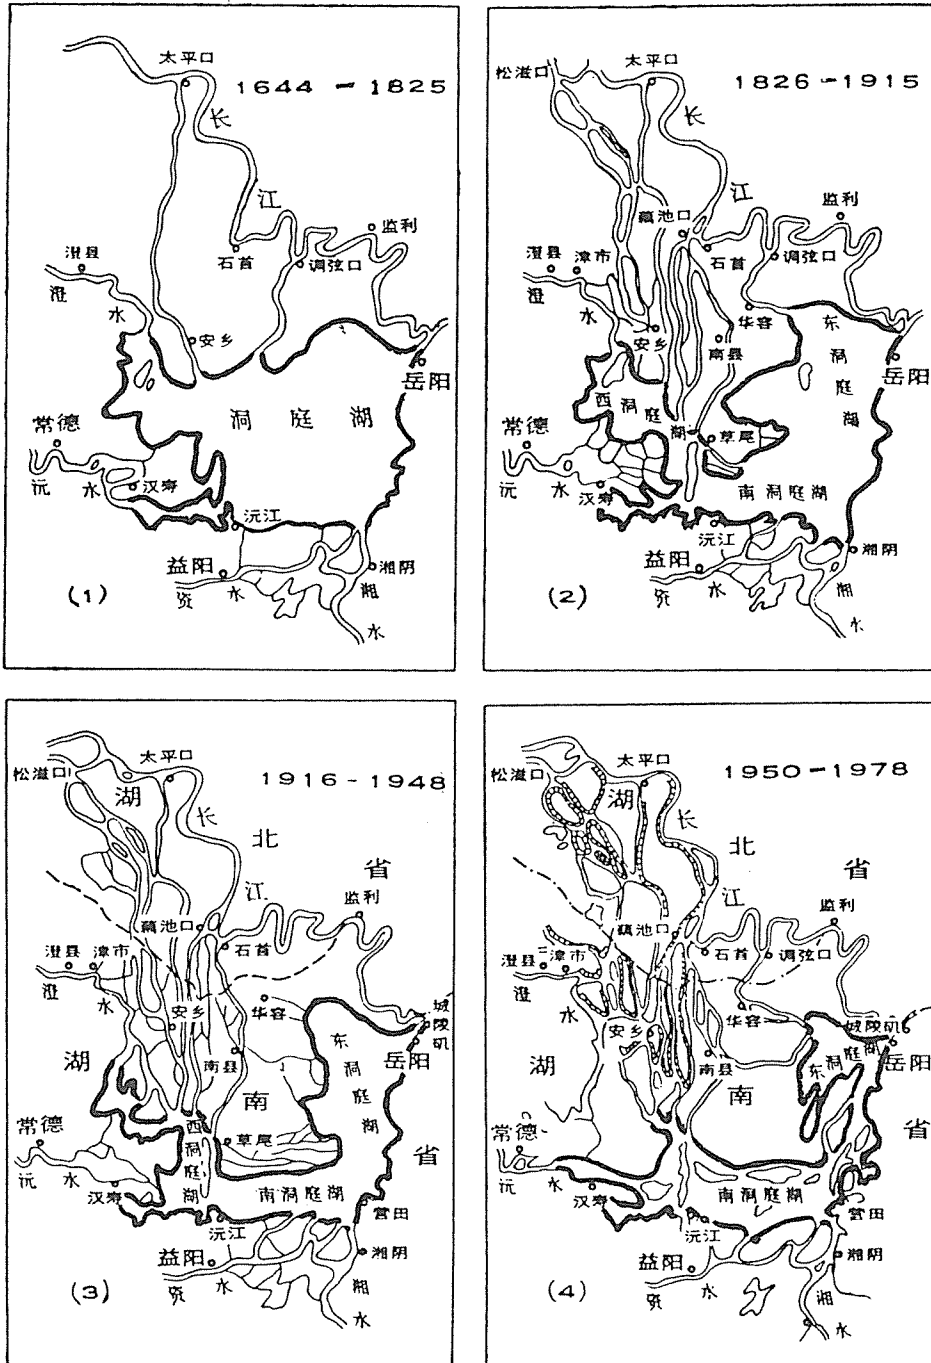 太平口
1644 - 1825
长
江
监利
石首
调弦口
澧县
澧
水
安乡
岳阳
洞庭湖
常德
沅
水
汉寿
沅江
益阳
湘阴
资
水
湘
水
(1)
松滋口
太平口
1826 - 1915
长
江
监利
藕池口
石首
调弦口
澧县
津市
澧
水
华容
安乡
南县
东洞庭湖
岳阳
西洞庭湖
常德
草尾
沅
水
汉寿
南洞庭湖
沅江
湘阴
益阳
资
水
湘
水
(2)
太平口
松滋口
1916 - 1948
湖
北
省
长
江
监利
藕池口
石首
澧县
津市
澧
水
安乡
华容
城陵矶
岳阳
东洞庭湖
湖
南
省
南县
西洞庭湖
常德
草尾
沅
水
汉寿
南洞庭湖
营田
沅江
益阳
湘阴
资
水
湘
水
(3)
太平口
松滋口
1950 - 1978
湖
北
省
长
江
监利
藕池口
石首
调弦口
澧县
津市
澧
水
华容
安乡
城陵矶
岳阳
东洞庭湖
湖
南
省
南县
常德
沅
水
汉寿
南洞庭湖
营田
沅江
益阳
湘阴
资
水
湘
水
(4)